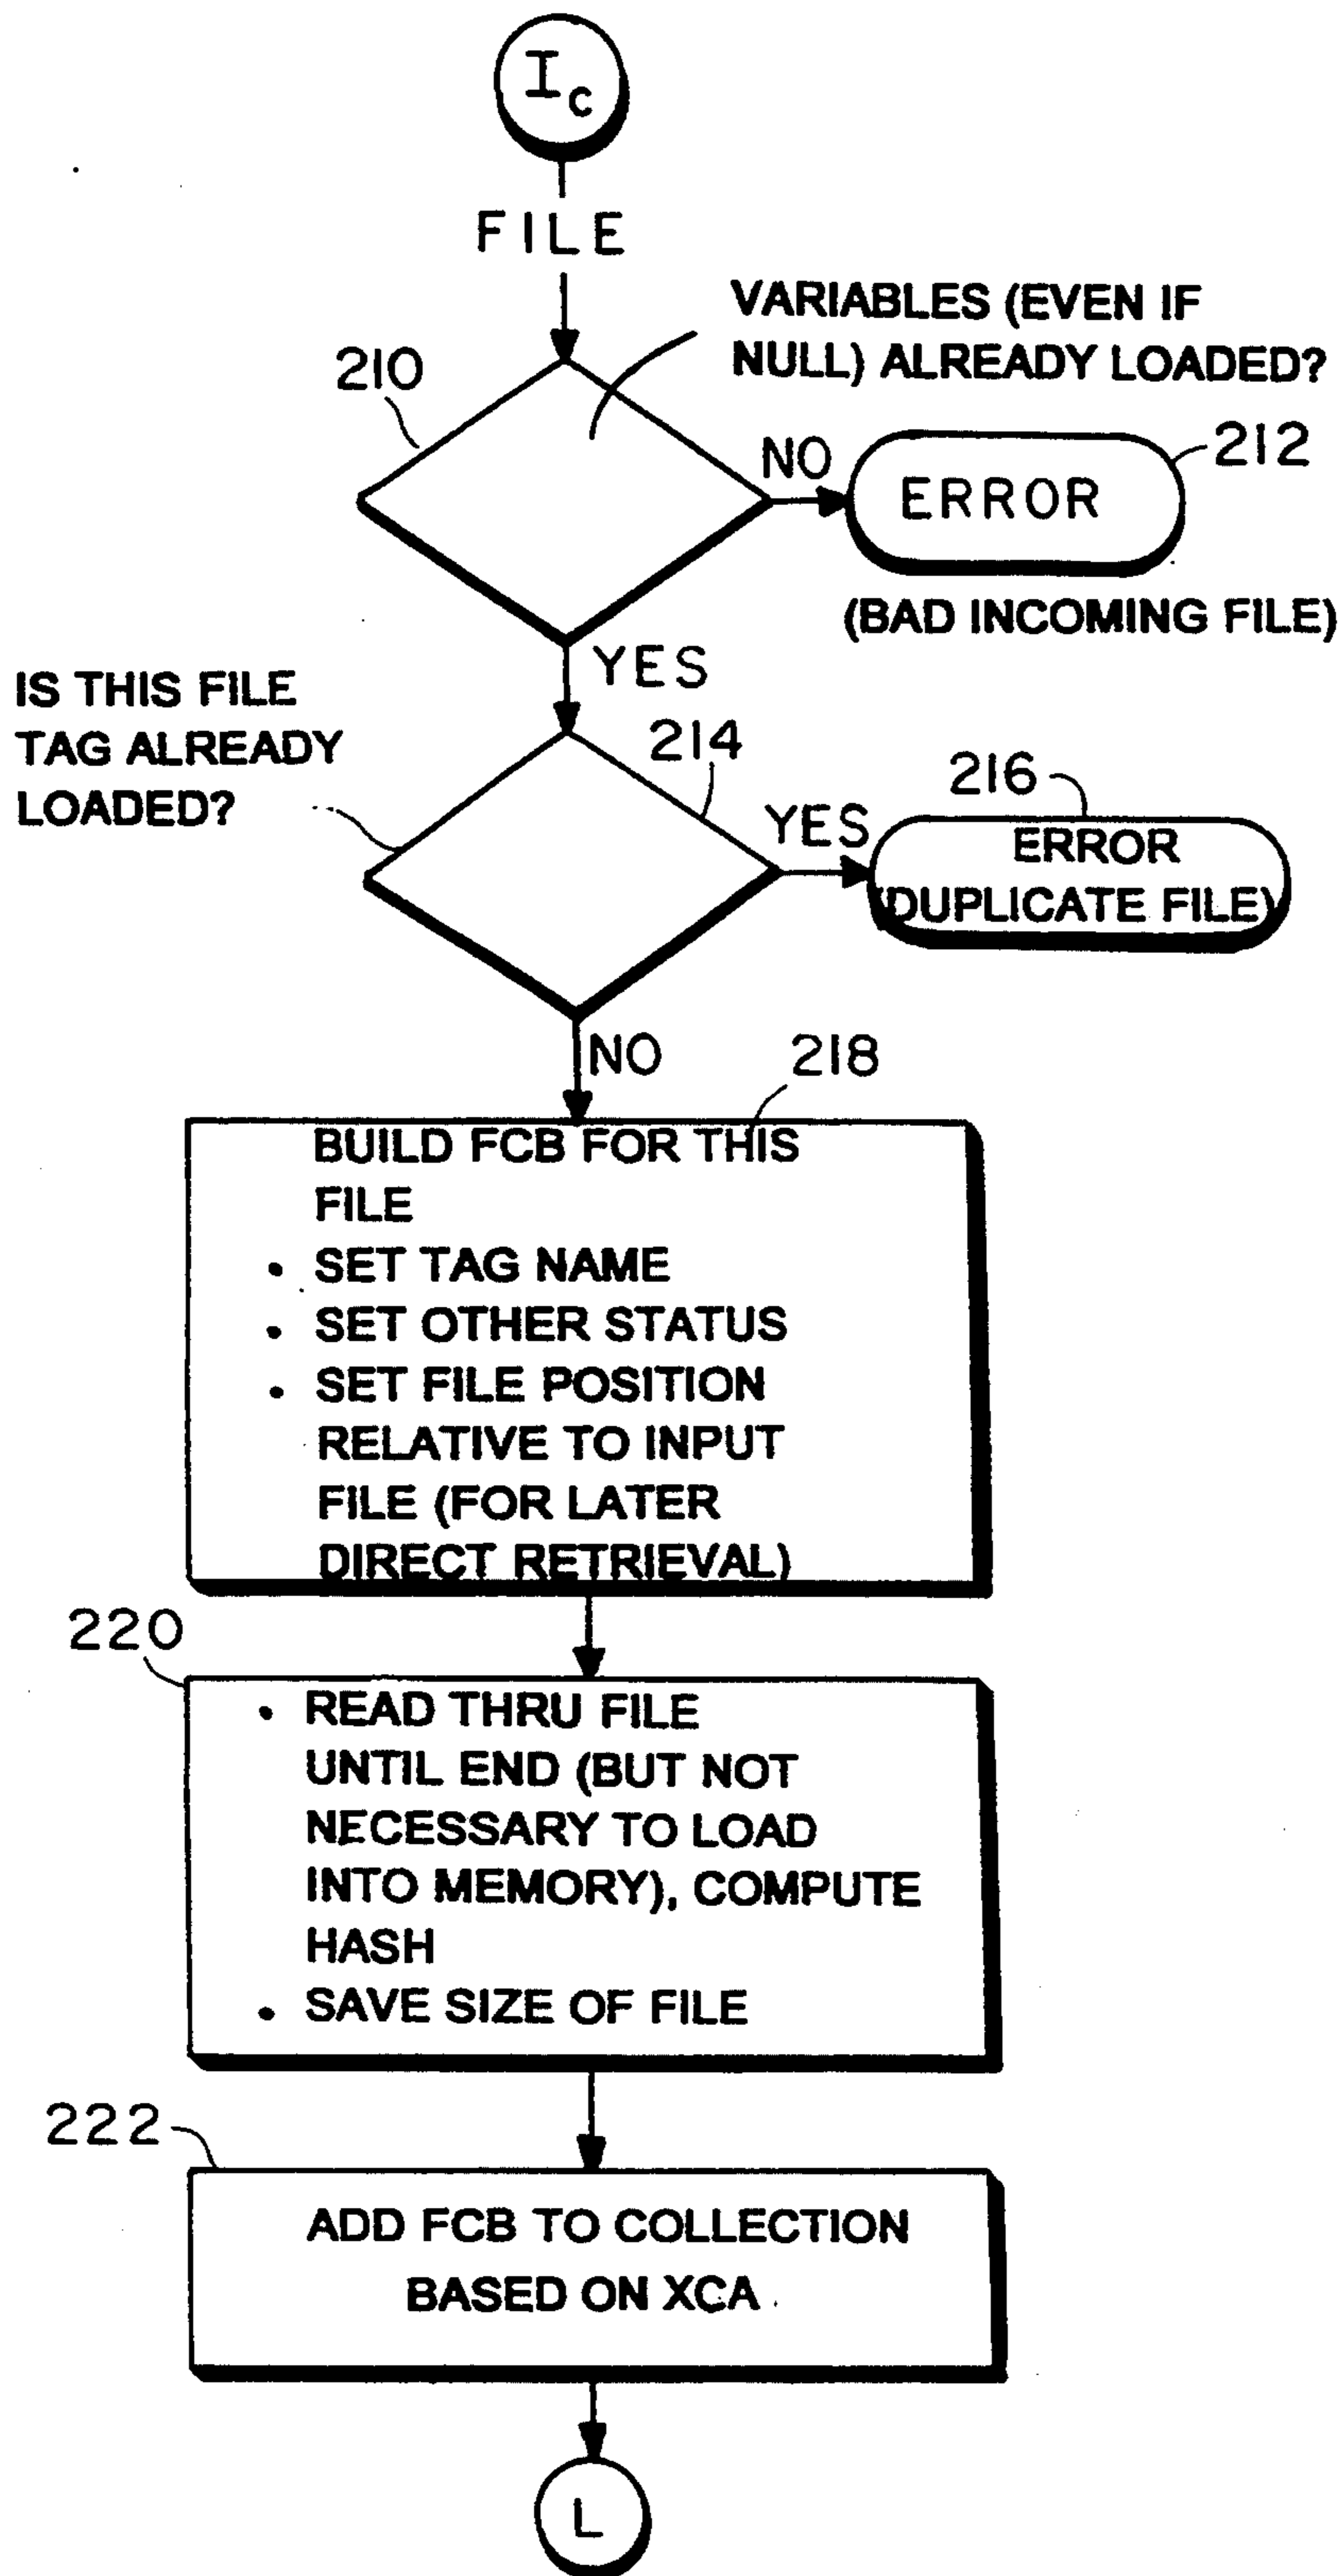 Ic
FILE
VARIABLES (EVEN IF
NULL) ALREADY LOADED?
210
NO
ERROR
212
(BAD INCOMING FILE)
YES
IS THIS FILE
TAG ALREADY
LOADED?
214
YES
216
ERROR
(DUPLICATE FILE)
NO
218
BUILD FCB FOR THIS
FILE
• SET TAG NAME
• SET OTHER STATUS
• SET FILE POSITION
RELATIVE TO INPUT
FILE (FOR LATER
DIRECT RETRIEVAL)
220
• READ THRU FILE
UNTIL END (BUT NOT
NECESSARY TO LOAD
INTO MEMORY), COMPUTE
HASH
• SAVE SIZE OF FILE
222
ADD FCB TO COLLECTION
BASED ON XCA
L